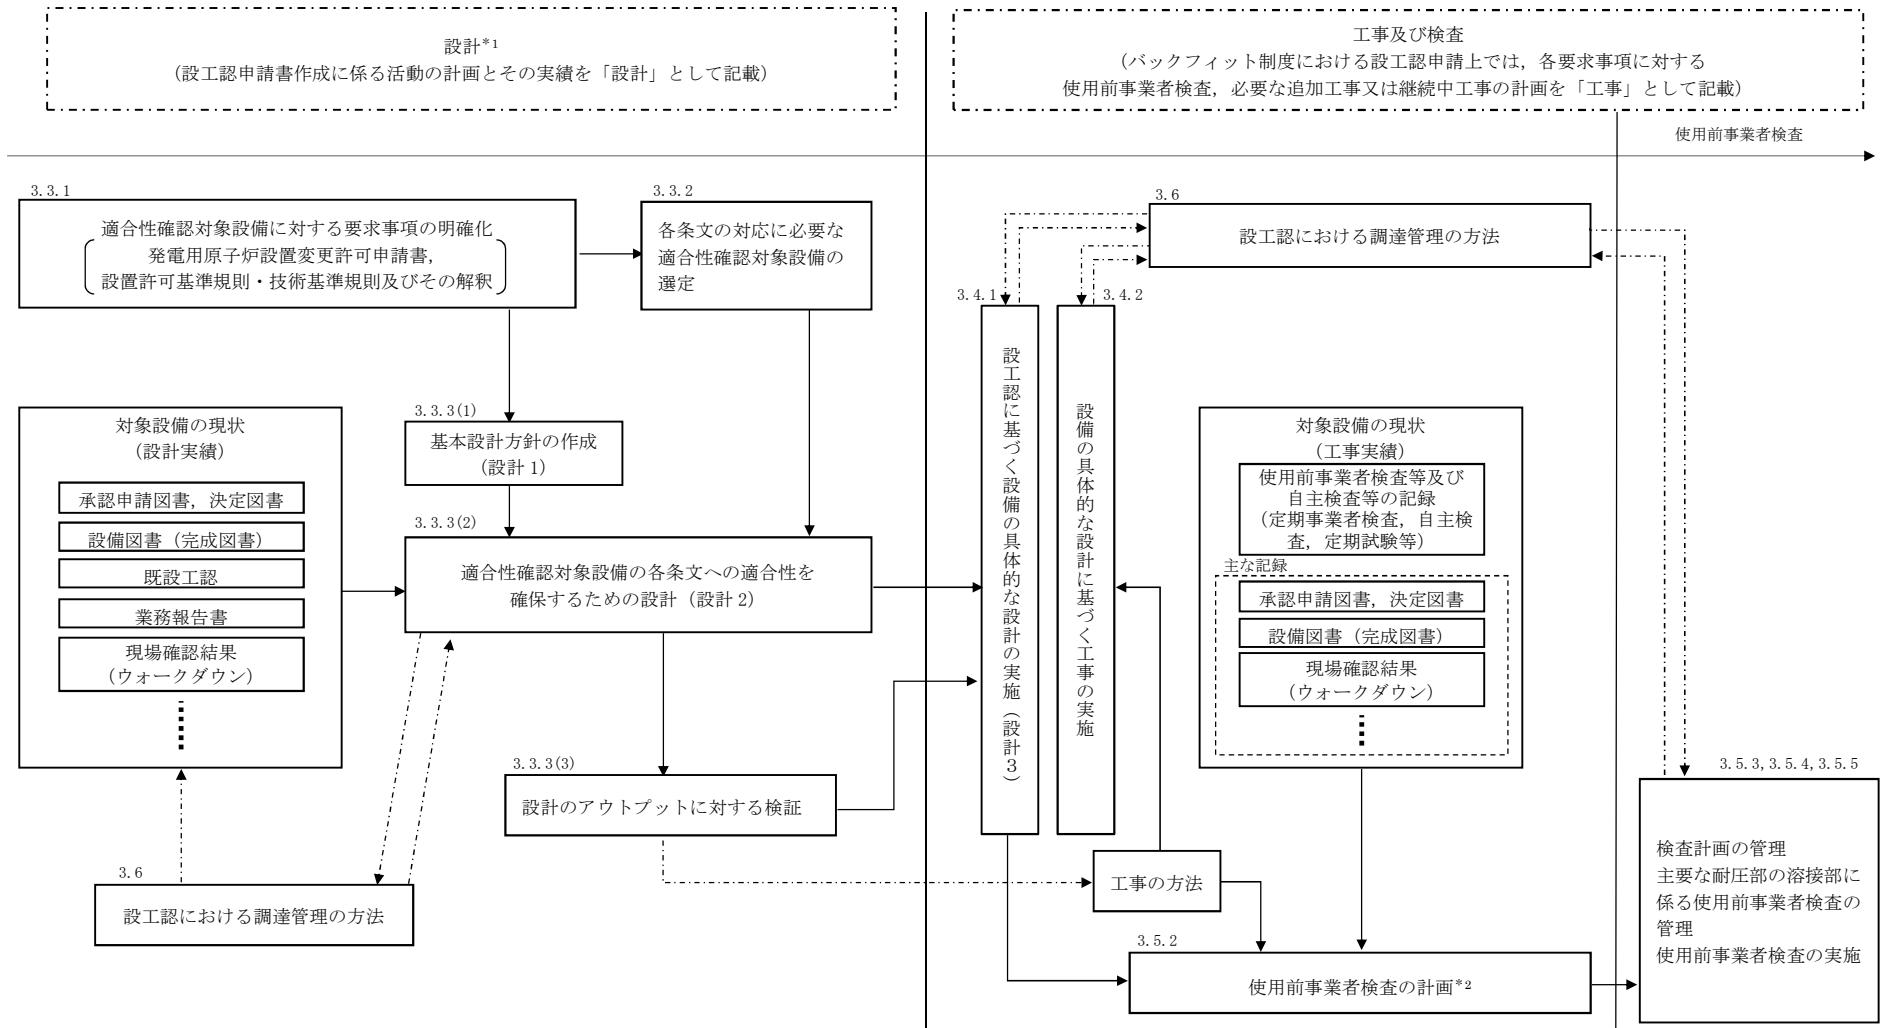 設計*1
（設工認申請書作成に係る活動の計画とその実績を「設計」として記載）
工事及び検査
（バックフィット制度における設工認申請上では，各要求事項に対する
使用前事業者検査，必要な追加工事又は継続中工事の計画を「工事」として記載）
使用前事業者検査
3.3.1
適合性確認対象設備に対する要求事項の明確化
発電用原子炉設置変更許可申請書，
設置許可基準規則・技術基準規則及びその解釈
3.3.2
各条文の対応に必要な
適合性確認対象設備の
選定
対象設備の現状
（設計実績）
承認申請図書，決定図書
設備図書（完成図書）
既設工認
業務報告書
現場確認結果
（ウォークダウン）
3.3.3(1)
基本設計方針の作成
（設計1）
3.3.3(2)
適合性確認対象設備の各条文への適合性を
確保するための設計（設計2）
3.3.3(3)
設計のアウトプットに対する検証
3.6
設工認における調達管理の方法
3.6
設工認における調達管理の方法
3.4.1
設工認に基づく設備の具体的な設計の実施（設計3）
3.4.2
設備の具体的な設計に基づく工事の実施
対象設備の現状
（工事実績）
使用前事業者検査等及び
自主検査等の記録
（定期事業者検査，自主検
査，定期試験等）
主な記録
承認申請図書，決定図書
設備図書（完成図書）
現場確認結果
（ウォークダウン）
工事の方法
3.5.2
使用前事業者検査の計画*2
3.5.3,3.5.4,3.5.5
検査計画の管理
主要な耐圧部の溶接部に
係る使用前事業者検査の
管理
使用前事業者検査の実施